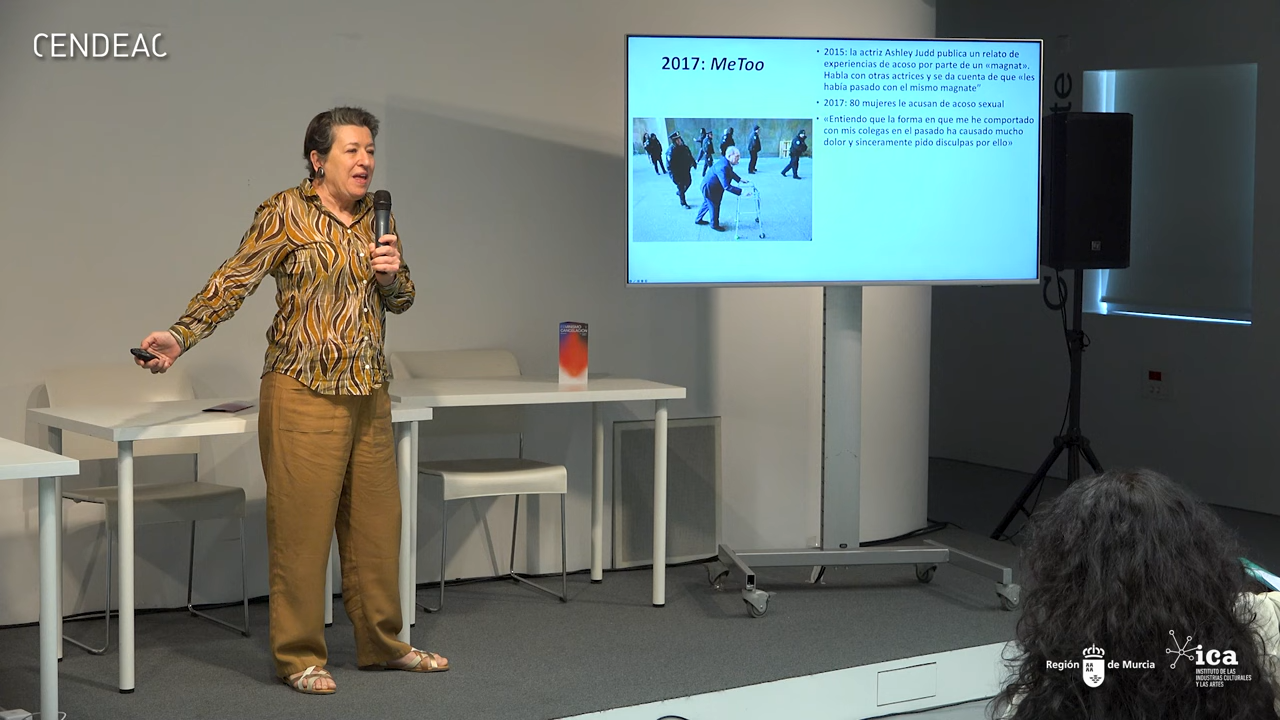 CENDEAC
2017: MeToo
• 2015: la actriz Ashley Judd publica un relato de
experiencias de acoso por parte de un «magnat».
Habla con otras actrices y se da cuenta de que «les
había pasado con el mismo magnate"
• 2017: 80 mujeres le acusan de acoso sexual
• «Entiendo que la forma en que me he comportado
con mis colegas en el pasado ha causado mucho
dolor y sinceramente pido disculpas por ello»
CANCELACIÓN
Región de Murcia
ica
INSTITUTO DE LAS
INDUSTRIAS CULTURALES
Y LAS ARTES